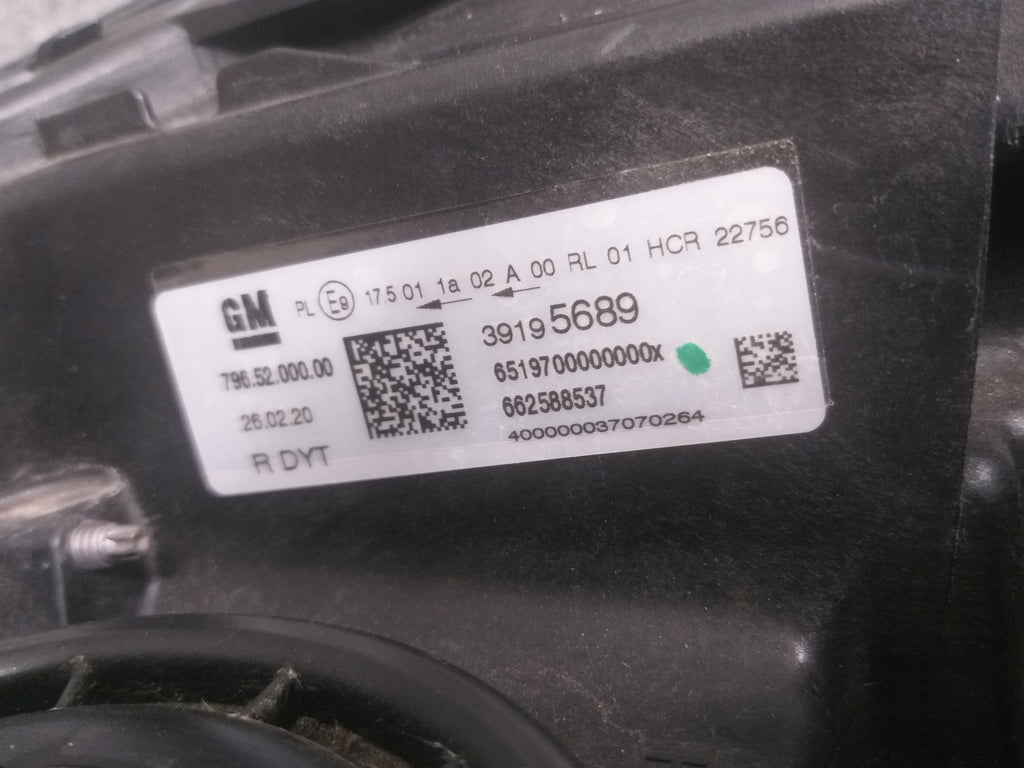 GM PL E9 17.5 01 1a 02 A 00 RL 01 HCR 22756
39195689
796.52.000.00
6519700000000X
26.02.20
662588537
R DYT
400000037070264